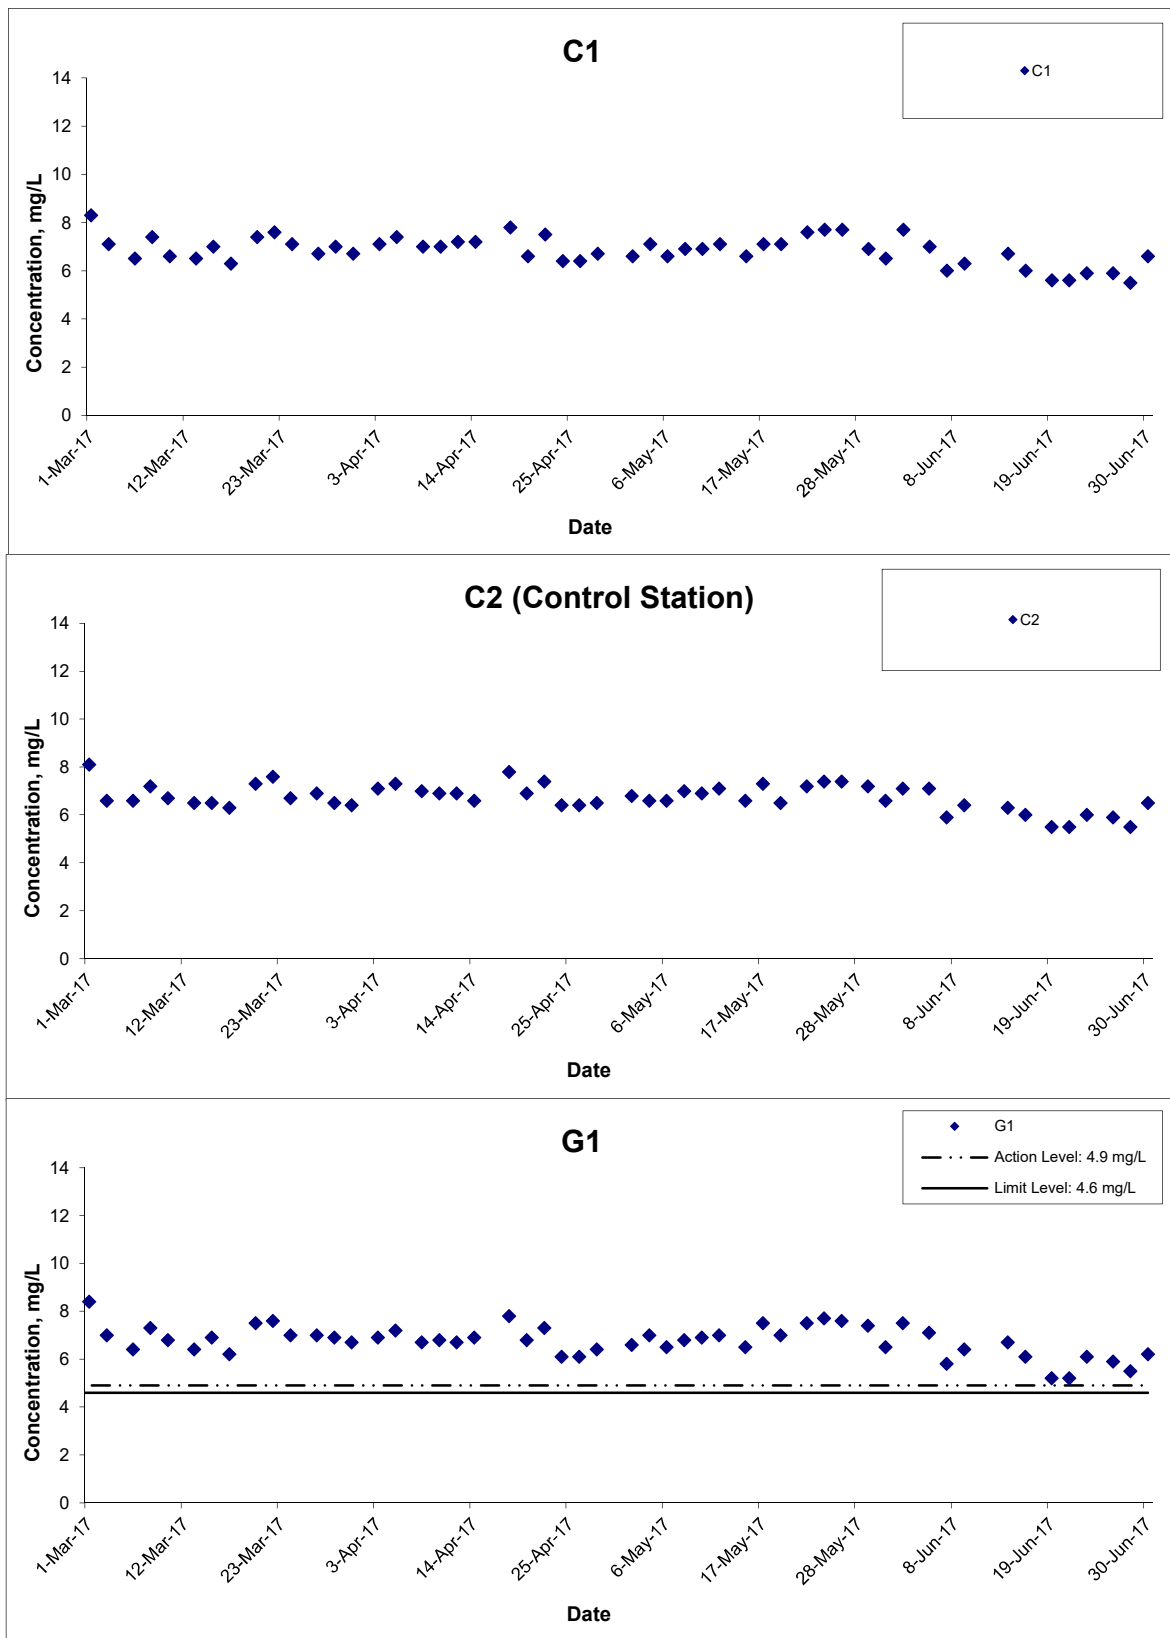 C1
C1
14
12
10
8
6
4
2
0
Concentration, mg/L
1-Mar-17
12-Mar-17
23-Mar-17
3-Apr-17
14-Apr-17
25-Apr-17
6-May-17
17-May-17
28-May-17
8-Jun-17
19-Jun-17
30-Jun-17
Date
C2 (Control Station)
C2
14
12
10
8
6
4
2
0
Concentration, mg/L
1-Mar-17
12-Mar-17
23-Mar-17
3-Apr-17
14-Apr-17
25-Apr-17
6-May-17
17-May-17
28-May-17
8-Jun-17
19-Jun-17
30-Jun-17
Date
G1
G1
Action Level: 4.9 mg/L
Limit Level: 4.6 mg/L
14
12
10
8
6
4
2
0
Concentration, mg/L
1-Mar-17
12-Mar-17
23-Mar-17
3-Apr-17
14-Apr-17
25-Apr-17
6-May-17
17-May-17
28-May-17
8-Jun-17
19-Jun-17
30-Jun-17
Date